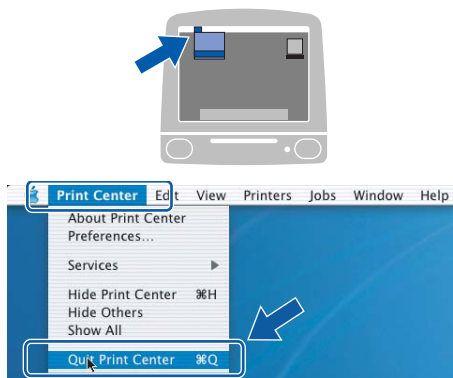 Print Center Edit View Printers Jobs Window Help
About Print Center
Preferences...
Services
Hide Print Center ⌘H
Hide Others
Show All
Quit Print Center ⌘Q